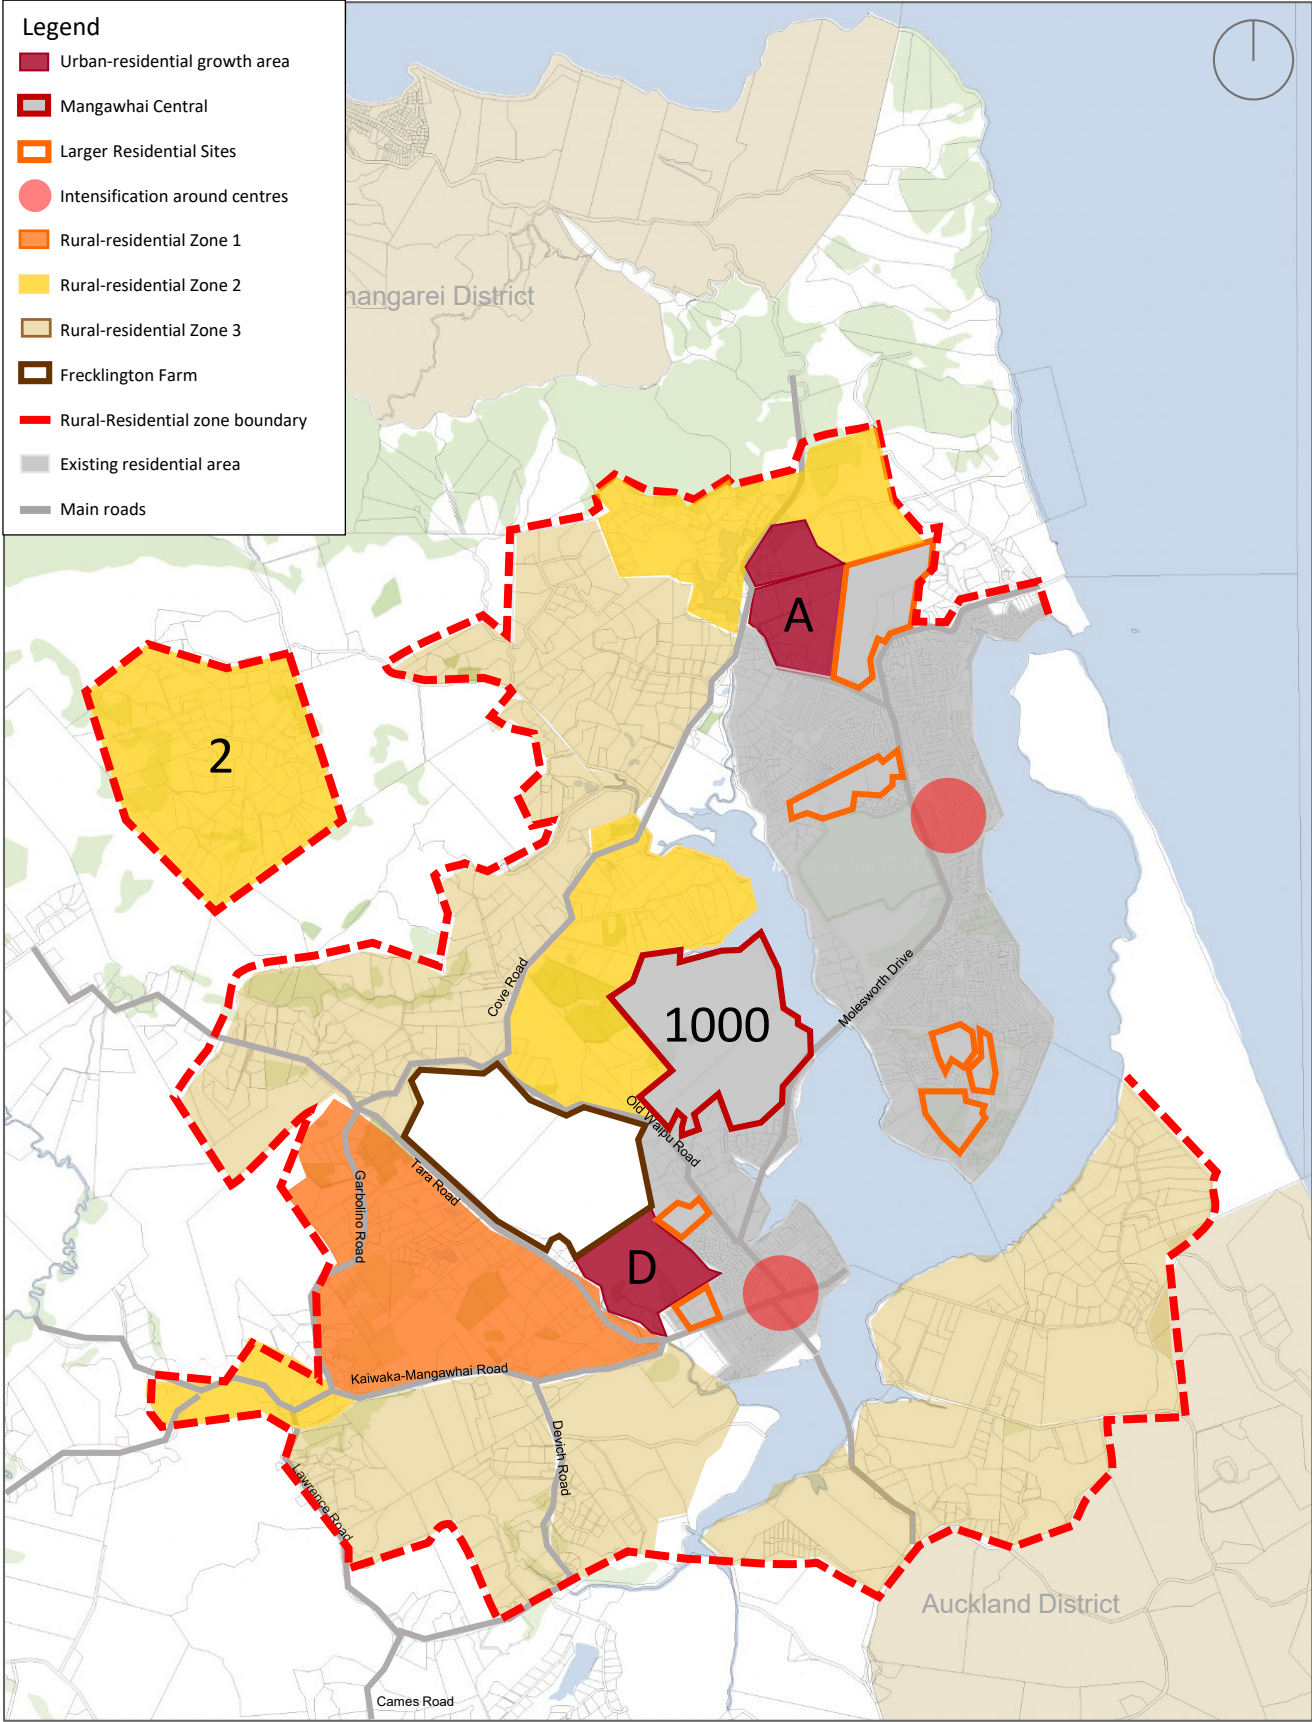 Legend
Urban-residential growth area
Mangawhai Central
Larger Residential Sites
Intensification around centres
Rural-residential Zone 1
Rural-residential Zone 2
Rural-residential Zone 3
Frecklington Farm
Rural-Residential zone boundary
Existing residential area
Main roads
hangarei District
A
2
Cove Road
Molesworth Drive
1000
Old Waipu Road
Tara Road
Garbolino Road
D
Kaiwaka-Mangawhai Road
Devich Road
Lawrence Road
Auckland District
Cames Road